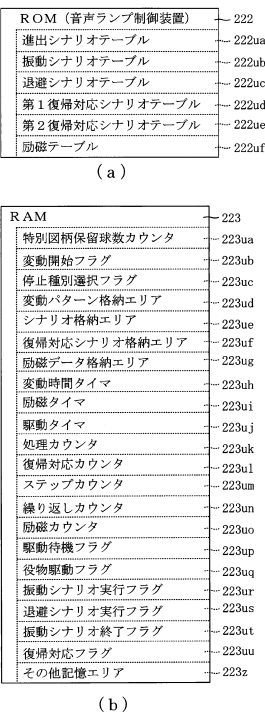 ROM（音声ランプ制御装置） 222
進出シナリオテーブル 222ua
振動シナリオテーブル 222ub
退避シナリオテーブル 222uc
第1復帰対応シナリオテーブル 222ud
第2復帰対応シナリオテーブル 222ue
励磁テーブル 222uf
(a)
RAM 223
特別図柄保留球数カウンタ 223ua
変動開始フラグ 223ub
停止種別選択フラグ 223uc
変動パターン格納エリア 223ud
シナリオ格納エリア 223ue
復帰対応シナリオ格納エリア 223uf
励磁データ格納エリア 223ug
変動時間タイマ 223uh
励磁タイマ 223ui
駆動タイマ 223uj
処理カウンタ 223uk
復帰対応カウンタ 223ul
ステップカウンタ 223um
繰り返しカウンタ 223un
励磁カウンタ 223uo
駆動待機フラグ 223up
役物駆動フラグ 223uq
振動シナリオ実行フラグ 223ur
退避シナリオ実行フラグ 223us
振動シナリオ終了フラグ 223ut
復帰対応フラグ 223uu
その他記憶エリア 223z
(b)